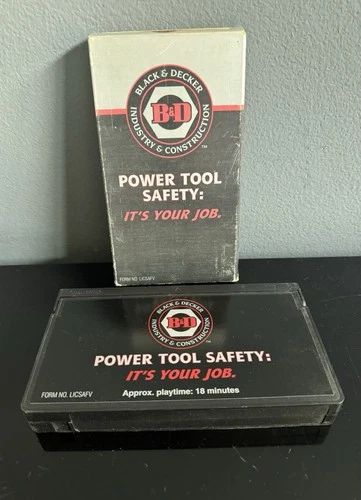 BLACK & DECKER
B&D
INDUSTRY & CONSTRUCTION
TM
POWER TOOL
SAFETY:
IT'S YOUR JOB.
FORM NO. LICSAFV
BLACK & DECKER
B&D
INDUSTRY & CONSTRUCTION
POWER TOOL SAFETY:
IT'S YOUR JOB.
FORM NO. LICSAFV Approx. playtime: 18 minutes